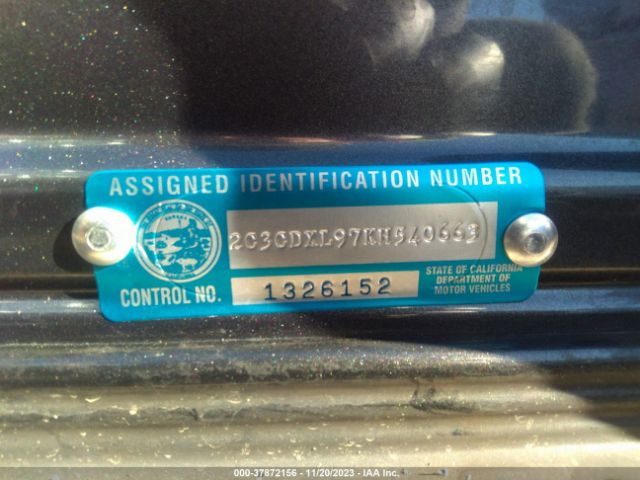 ASSIGNED IDENTIFICATION NUMBER
2C3CDXL97KH540663
CONTROL NO.
1326152
STATE OF CALIFORNIA
DEPARTMENT OF
MOTOR VEHICLES
000-37872156 - 11/20/2023 - IAA Inc.